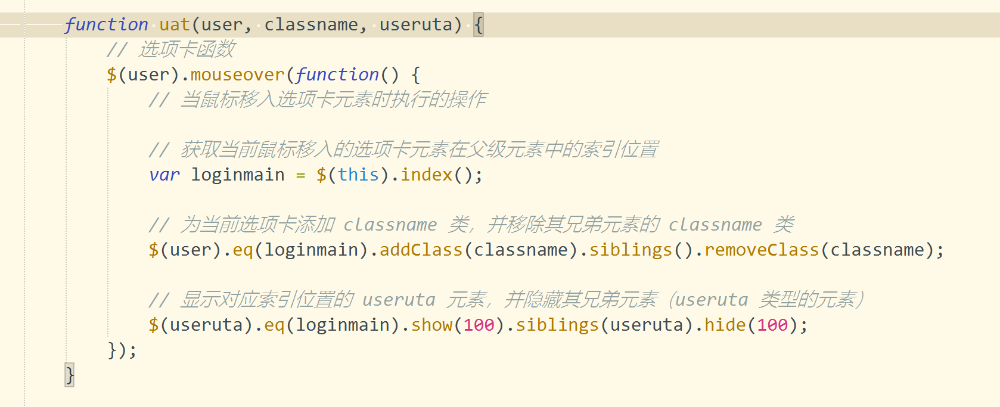 function uat(user, classname, useruta) {
// 选项卡函数
$(user).mouseover(function() {
// 当鼠标移入选项卡元素时执行的操作
// 获取当前鼠标移入的选项卡元素在父级元素中的索引位置
var loginmain = $(this).index();
// 为当前选项卡添加 classname 类，并移除其兄弟元素的 classname 类
$(user).eq(loginmain).addClass(classname).siblings().removeClass(classname);
// 显示对应索引位置的 useruta 元素，并隐藏其兄弟元素（useruta 类型的元素）
$(useruta).eq(loginmain).show(100).siblings(useruta).hide(100);
});
}